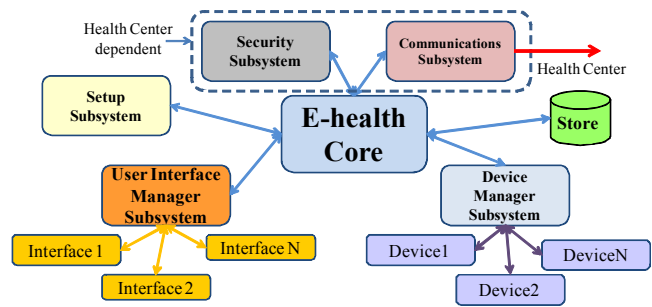 Health Center
dependent
Security
Subsystem
Communications
Subsystem
Health Center
Setup
Subsystem
E-health
Core
Store
User Interface
Manager
Subsystem
Device
Manager
Subsystem
Interface 1
Interface 2
Interface N
Device1
Device2
DeviceN